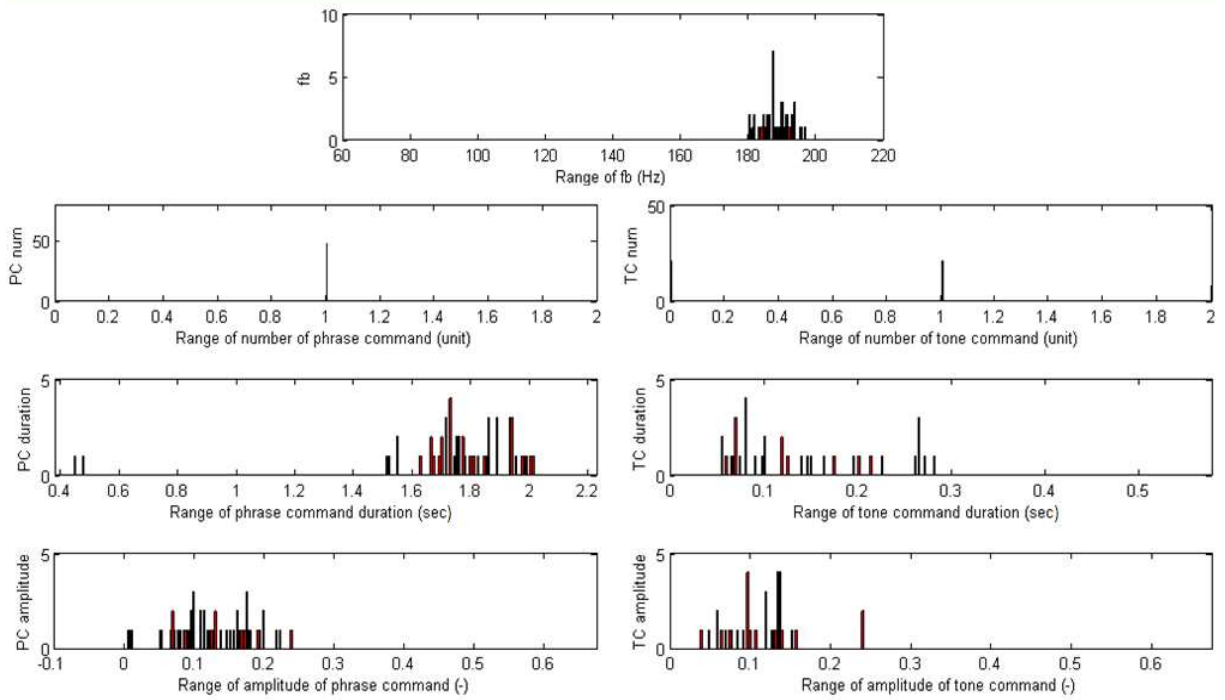 10
5
0
fb
60 80 100 120 140 160 180 200 220
Range of fb (Hz)
50
0
PC num
0 0.2 0.4 0.6 0.8 1 1.2 1.4 1.6 1.8 2
Range of number of phrase command (unit)
50
0
TC num
0 0.2 0.4 0.6 0.8 1 1.2 1.4 1.6 1.8 2
Range of number of tone command (unit)
5
0
PC duration
0.4 0.6 0.8 1 1.2 1.4 1.6 1.8 2 2.2
Range of phrase command duration (sec)
5
0
TC duration
0 0.1 0.2 0.3 0.4 0.5
Range of tone command duration (sec)
5
0
PC amplitude
-0.1 0 0.1 0.2 0.3 0.4 0.5 0.6
Range of amplitude of phrase command (-)
5
0
TC amplitude
0 0.1 0.2 0.3 0.4 0.5 0.6
Range of amplitude of tone command (-)